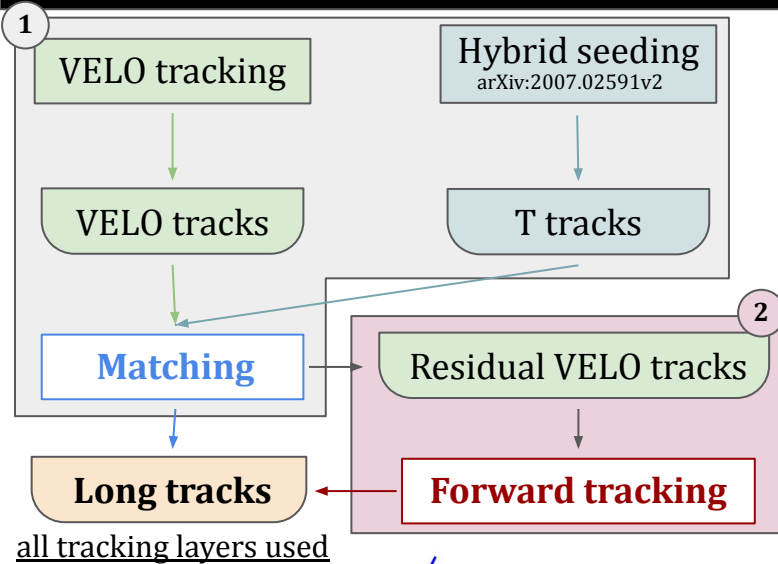 1
VELO tracking
Hybrid seeding
arXiv:2007.02591v2
VELO tracks
T tracks
2
Matching
Residual VELO tracks
Long tracks
Forward tracking
all tracking layers used